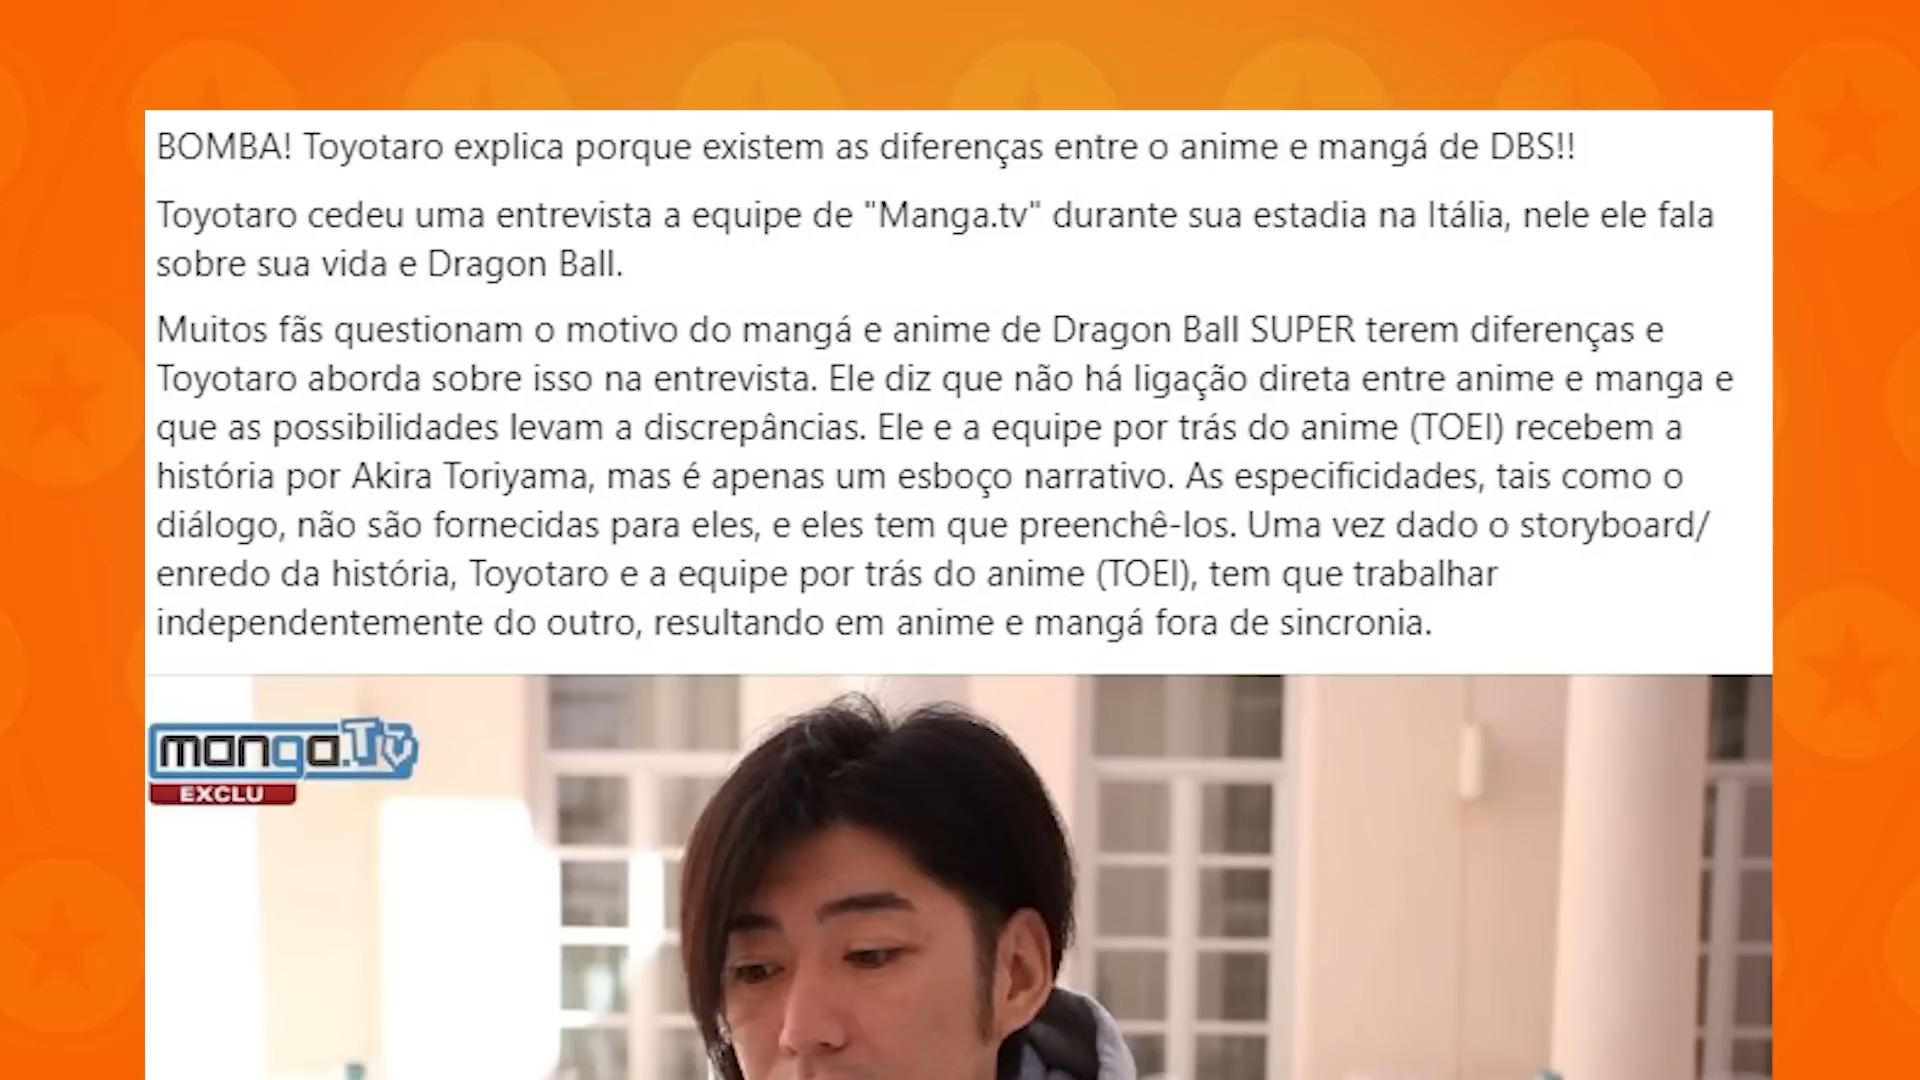 BOMBA! Toyotaro explica porque existem as diferenças entre o anime e mangá de DBS!!
Toyotaro cedeu uma entrevista a equipe de "Manga.tv" durante sua estadia na Itália, nele ele fala
sobre sua vida e Dragon Ball.
Muitos fãs questionam o motivo do mangá e anime de Dragon Ball SUPER terem diferenças e
Toyotaro aborda sobre isso na entrevista. Ele diz que não há ligação direta entre anime e manga e
que as possibilidades levam a discrepâncias. Ele e a equipe por trás do anime (TOEI) recebem a
história por Akira Toriyama, mas é apenas um esboço narrativo. As especificidades, tais como o
diálogo, não são fornecidas para eles, e eles tem que preenchê-los. Uma vez dado o storyboard/
enredo da história, Toyotaro e a equipe por trás do anime (TOEI), tem que trabalhar
independentemente do outro, resultando em anime e mangá fora de sincronia.
manga.Tv
EXCLU